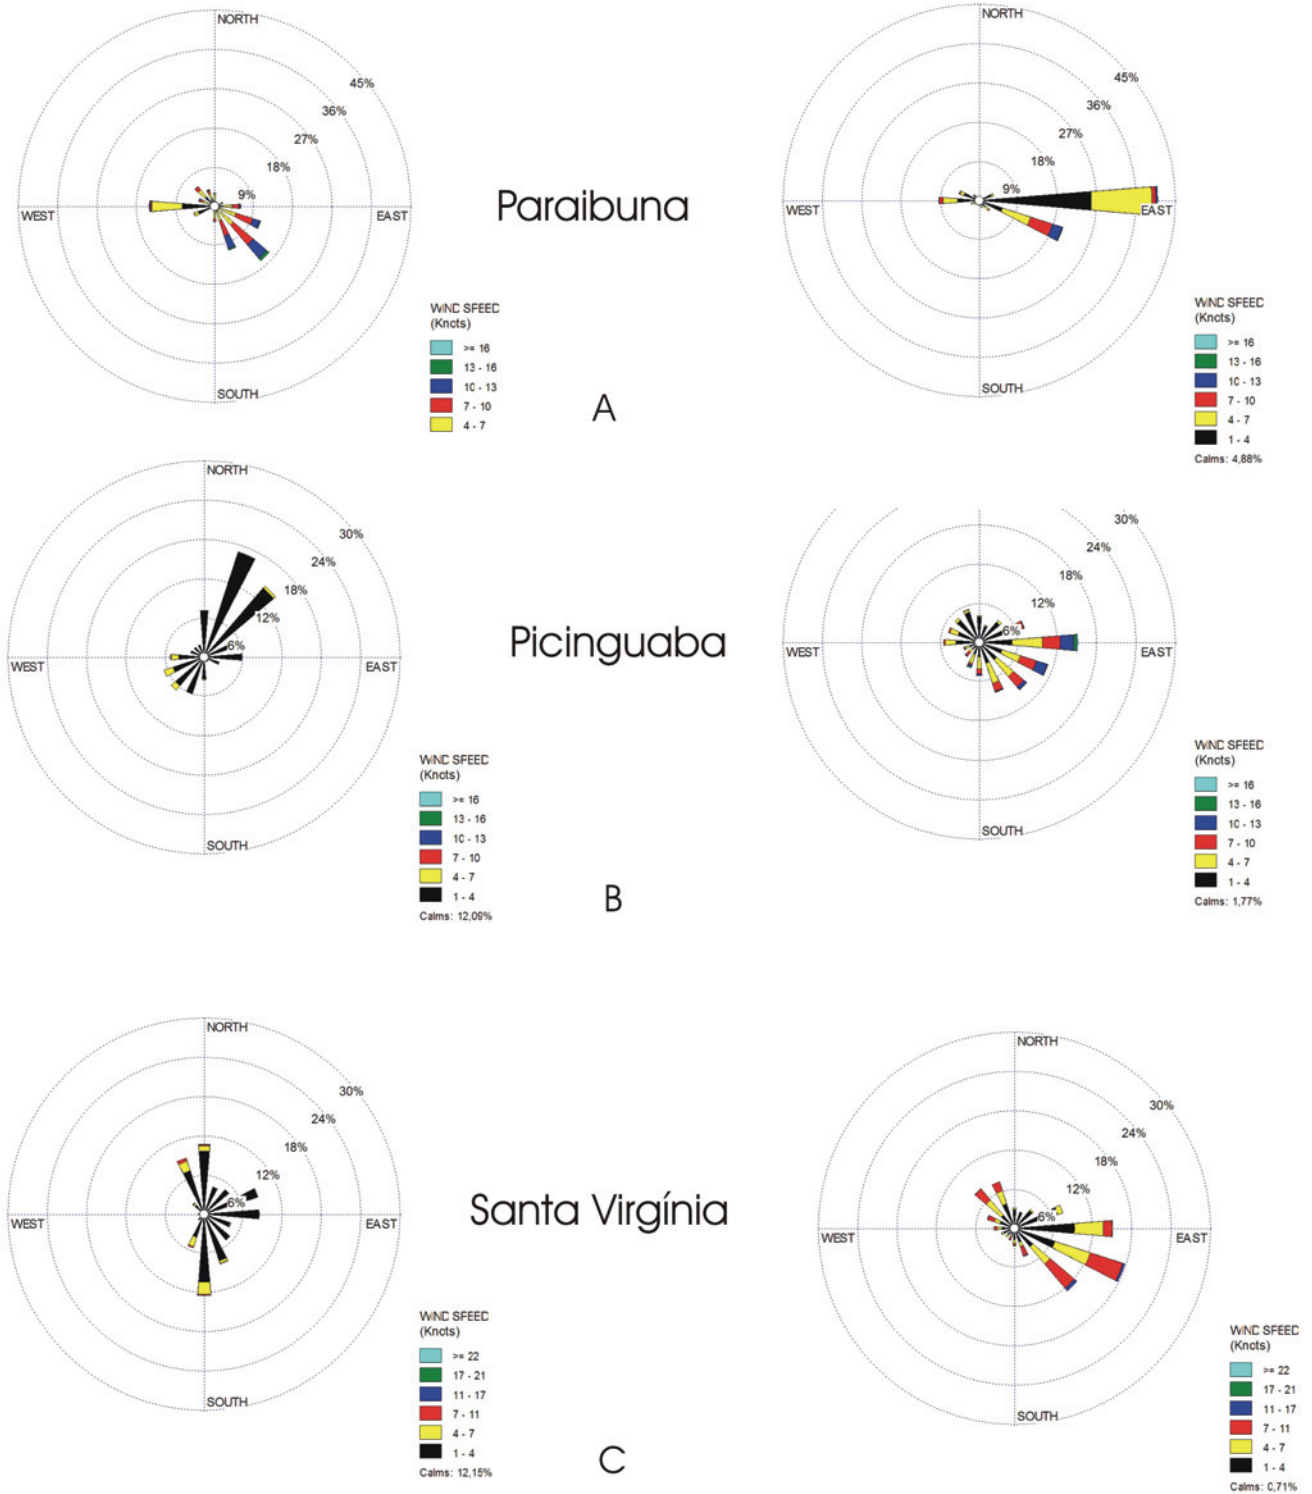 NORTH
45%
36%
27%
18%
9%
WEST
EAST
SOUTH
WIND SFEED
(Knots)
>= 16
13 - 16
10 - 13
7 - 10
4 - 7
Paraibuna
A
NORTH
45%
36%
27%
18%
9%
WEST
EAST
SOUTH
WIND SFEED
(Knots)
>= 16
13 - 16
10 - 13
7 - 10
4 - 7
1 - 4
Calms: 4,88%
NORTH
30%
24%
18%
12%
6%
WEST
EAST
SOUTH
WIND SFEED
(Knots)
>= 16
13 - 16
10 - 13
7 - 10
4 - 7
1 - 4
Calms: 12,09%
Picinguaba
B
30%
24%
18%
12%
6%
WEST
EAST
SOUTH
WIND SFEED
(Knots)
>= 16
13 - 16
10 - 13
7 - 10
4 - 7
1 - 4
Calms: 1,77%
NORTH
30%
24%
18%
12%
6%
WEST
EAST
SOUTH
WIND SFEED
(Knots)
>= 22
17 - 21
11 - 17
7 - 11
4 - 7
1 - 4
Calms: 12,15%
Santa Virgínia
C
NORTH
30%
24%
18%
12%
6%
WEST
EAST
SOUTH
WIND SFEED
(Knots)
>= 22
17 - 21
11 - 17
7 - 11
4 - 7
1 - 4
Calms: 0,71%